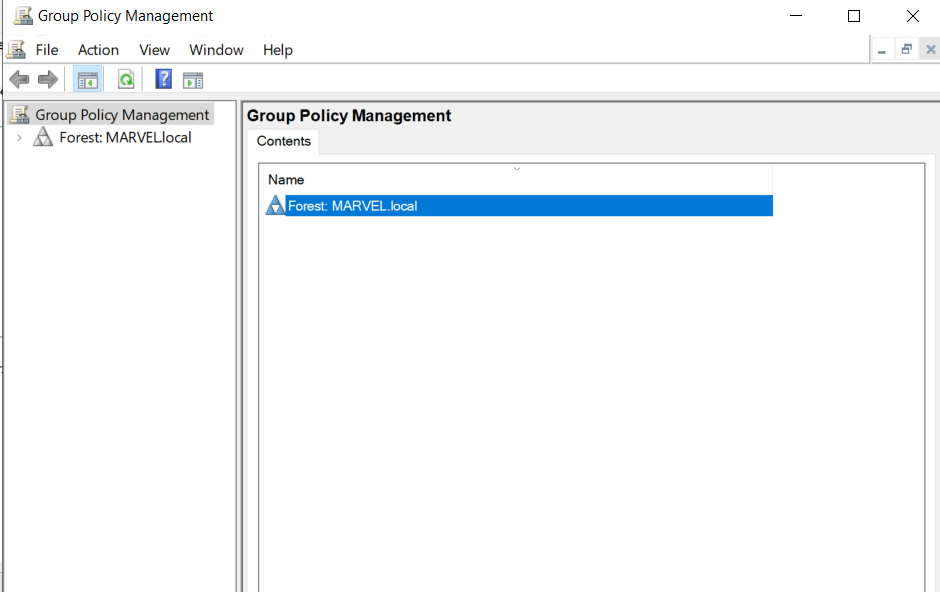 Group Policy Management
File Action View Window Help
Group Policy Management
Forest: MARVEL.local
Group Policy Management
Contents
Name
Forest: MARVEL.local